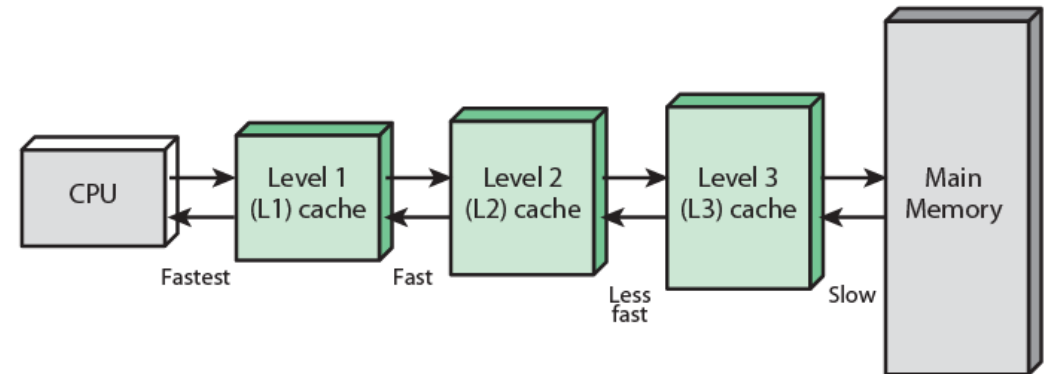 CPU
Level 1
(L1) cache
Level 2
(L2) cache
Level 3
(L3) cache
Main
Memory
Fastest
Fast
Less
fast
Slow